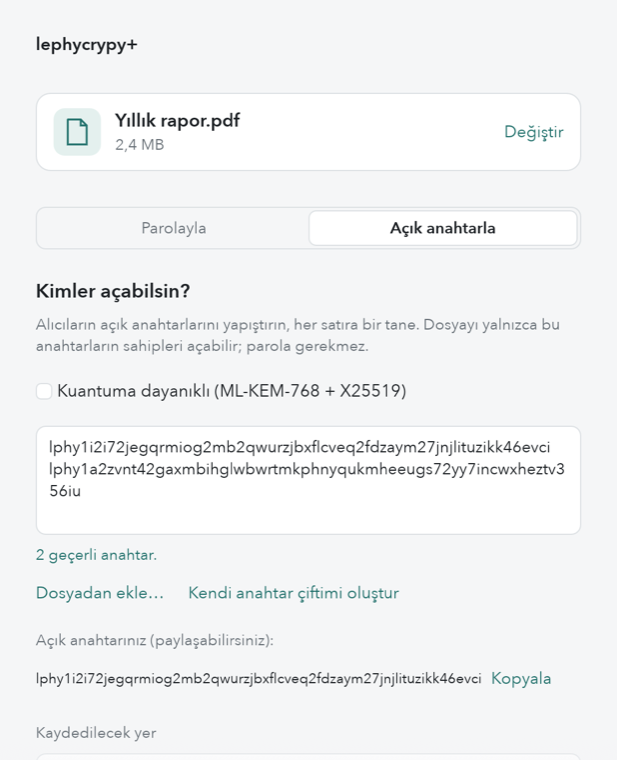 lephycrypy+
Yıllık rapor.pdf
2,4 MB
Değiştir
Parolayla
Açık anahtarla
Kimler açabilsin?
Alıcıların açık anahtarlarını yapıştırın, her satıra bir tane. Dosyayı yalnızca bu
anahtarların sahipleri açabilir; parola gerekmez.
Kuantuma dayanıklı (ML-KEM-768 + X25519)
lphy1i2i72jegqrmiog2mb2qwurzjbxflcveq2fdzaym27jnjlituzikk46evci
lphy1a2zvnt42gaxmbihglwbwrtmkphnyqukmheeugs72yy7incwxheztv3
56iu
2 geçerli anahtar.
Dosyadan ekle…
Kendi anahtar çiftimi oluştur
Açık anahtarınız (paylaşabilirsiniz):
lphy1i2i72jegqrmiog2mb2qwurzjbxflcveq2fdzaym27jnjlituzikk46evci
Kopyala
Kaydedilecek yer